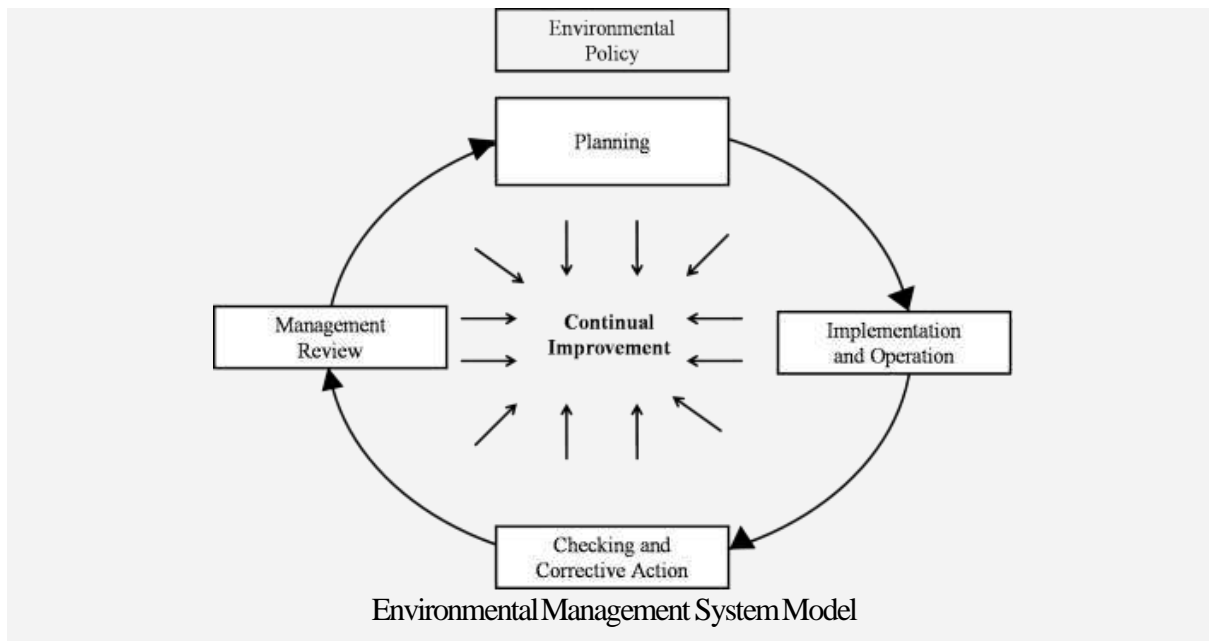 Environmental
Policy
Planning
Management
Review
Continual
Improvement
Implementation
and Operation
Checking and
Corrective Action
Environmental Management System Model